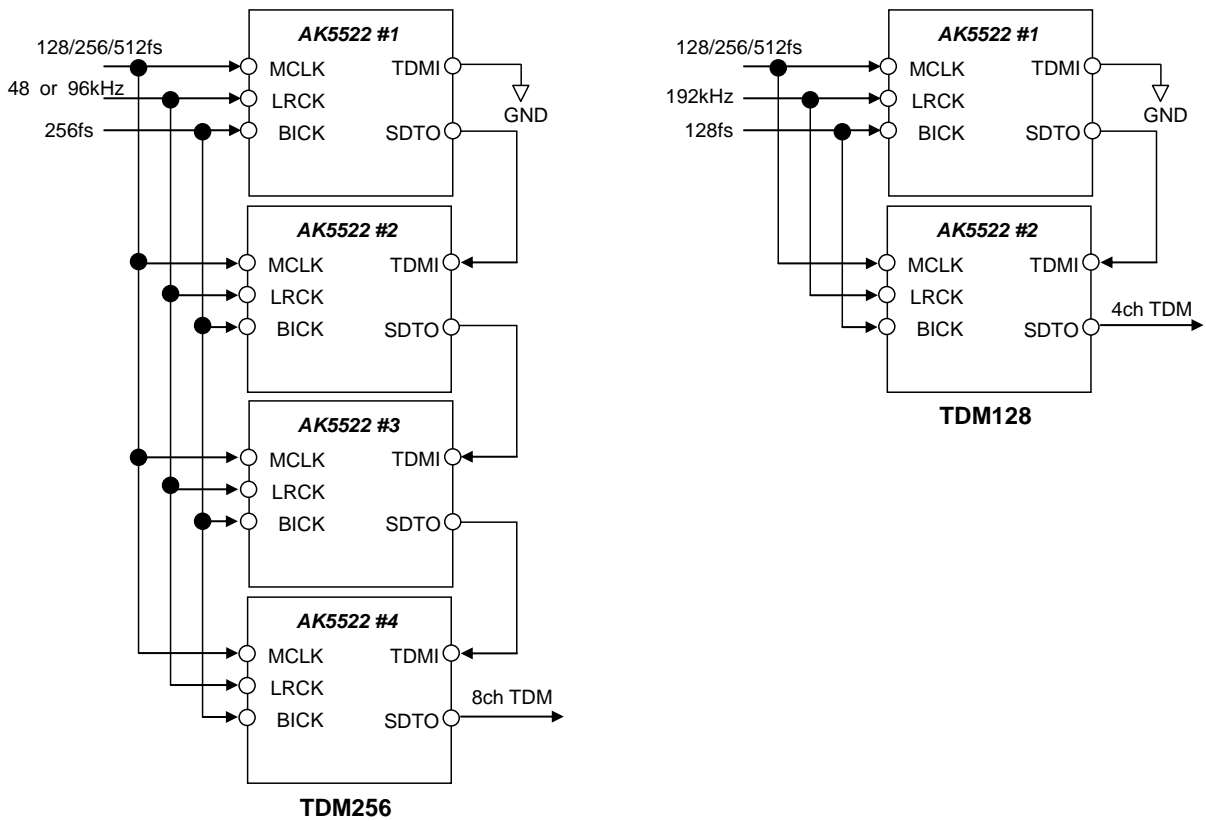 AK5522 #1
128/256/512fs
MCLK TDMI
48 or 96kHz
LRCK
GND
256fs
BICK SDTO
AK5522 #2
MCLK TDMI
LRCK
BICK SDTO
AK5522 #3
MCLK TDMI
LRCK
BICK SDTO
AK5522 #4
MCLK TDMI
LRCK
8ch TDM
BICK SDTO
TDM256
AK5522 #1
128/256/512fs
MCLK TDMI
192kHz
LRCK
GND
128fs
BICK SDTO
AK5522 #2
MCLK TDMI
LRCK
4ch TDM
BICK SDTO
TDM128